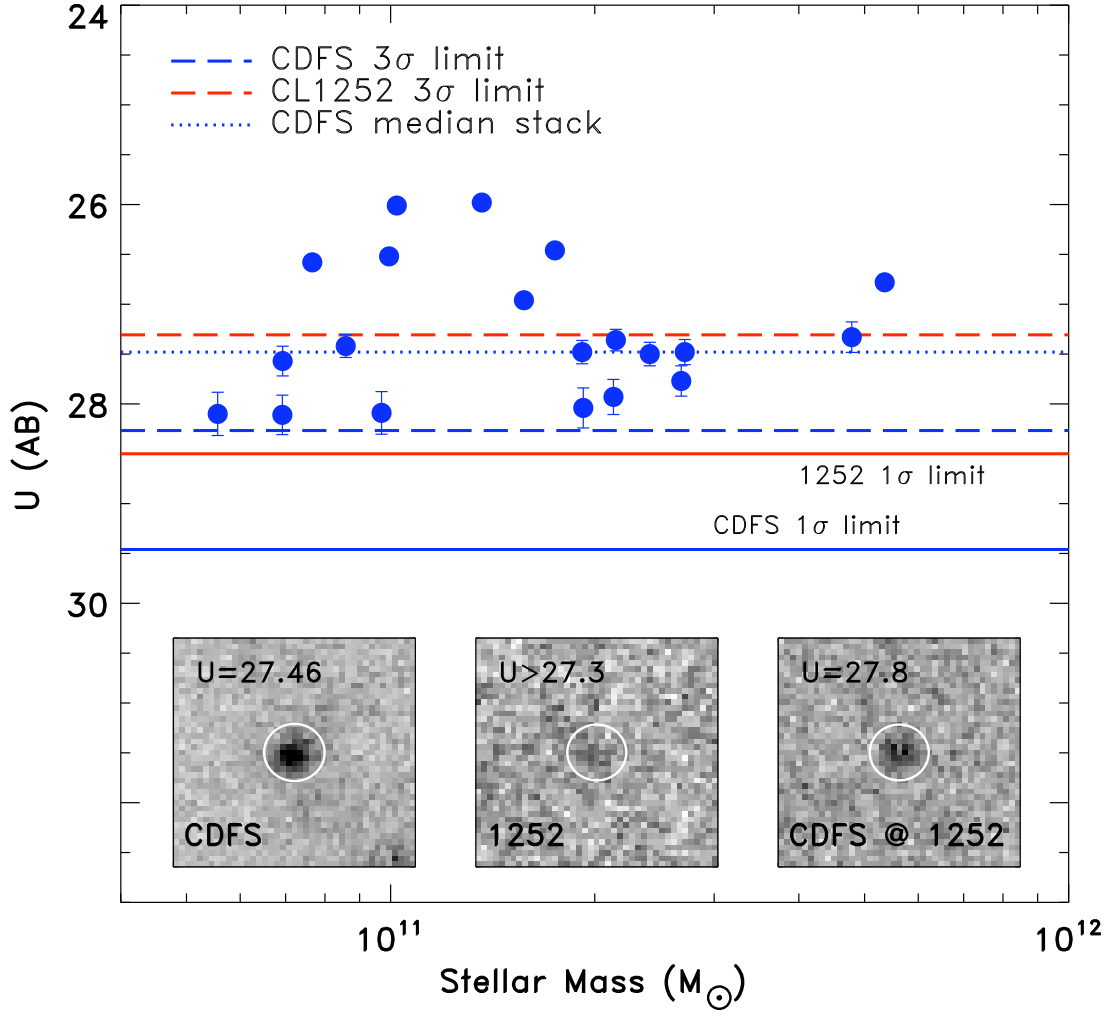 24
CDFS 3σ limit
CL1252 3σ limit
CDFS median stack
26
28
U (AB)
1252 1σ limit
CDFS 1σ limit
30
U=27.46
U>27.3
U=27.8
CDFS
1252
CDFS @ 1252
10¹¹
10¹²
Stellar Mass (M☉)